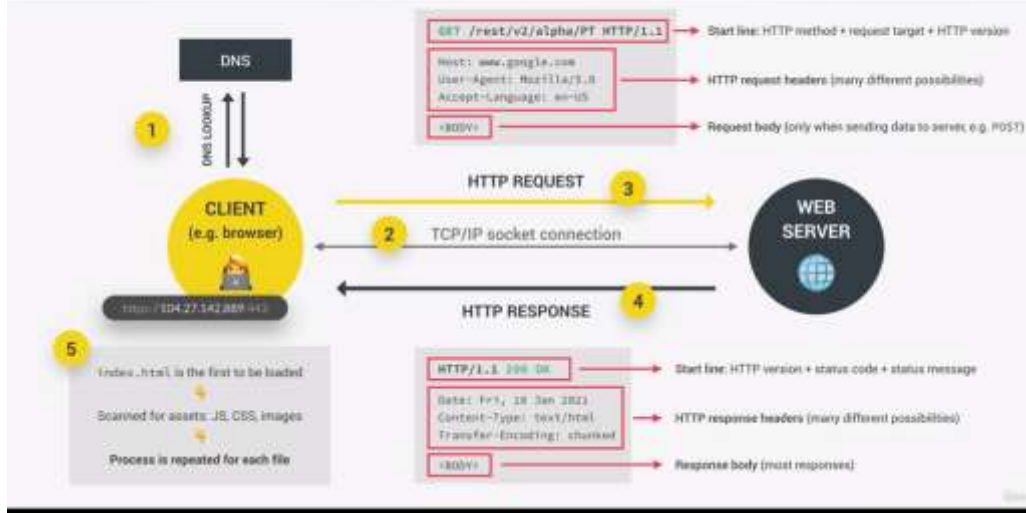 GET /rest/v2/alpha/PT HTTP/1.1
Start line: HTTP method + request target + HTTP version
DNS
Host: www.google.com
User-Agent: Mozilla/5.0
Accept-Language: en-US
HTTP request headers (many different possibilities)
1
DNS LOOKUP
<BODY>
Request body (only when sending data to server, e.g. POST)
HTTP REQUEST
3
CLIENT
(e.g. browser)
2
TCP/IP socket connection
WEB
SERVER
https://104.27.142.889:443
4
HTTP RESPONSE
5
index.html is the first to be loaded
Scanned for assets: JS, CSS, images
Process is repeated for each file
HTTP/1.1 200 OK
Start line: HTTP version + status code + status message
Date: Fri, 18 Jan 2021
Content-Type: text/html
Transfer-Encoding: chunked
HTTP response headers (many different possibilities)
<BODY>
Response body (most responses)